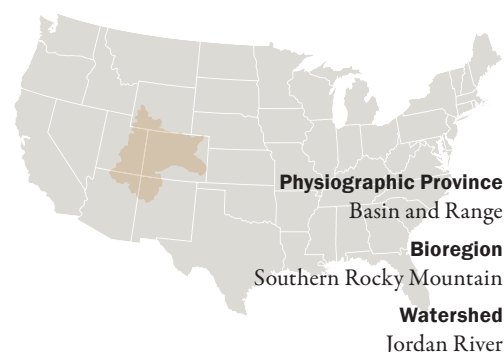 Physiographic Province
Basin and Range
Bioregion
Southern Rocky Mountain
Watershed
Jordan River